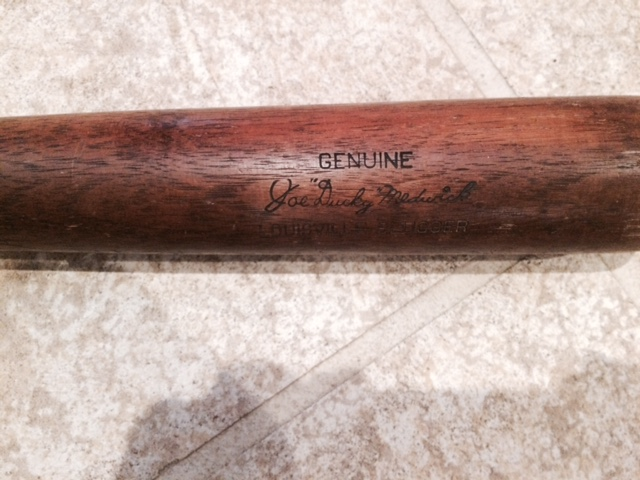 GENUINE
Joe "Ducky" Medwick
LOUISVILLE SLUGGER